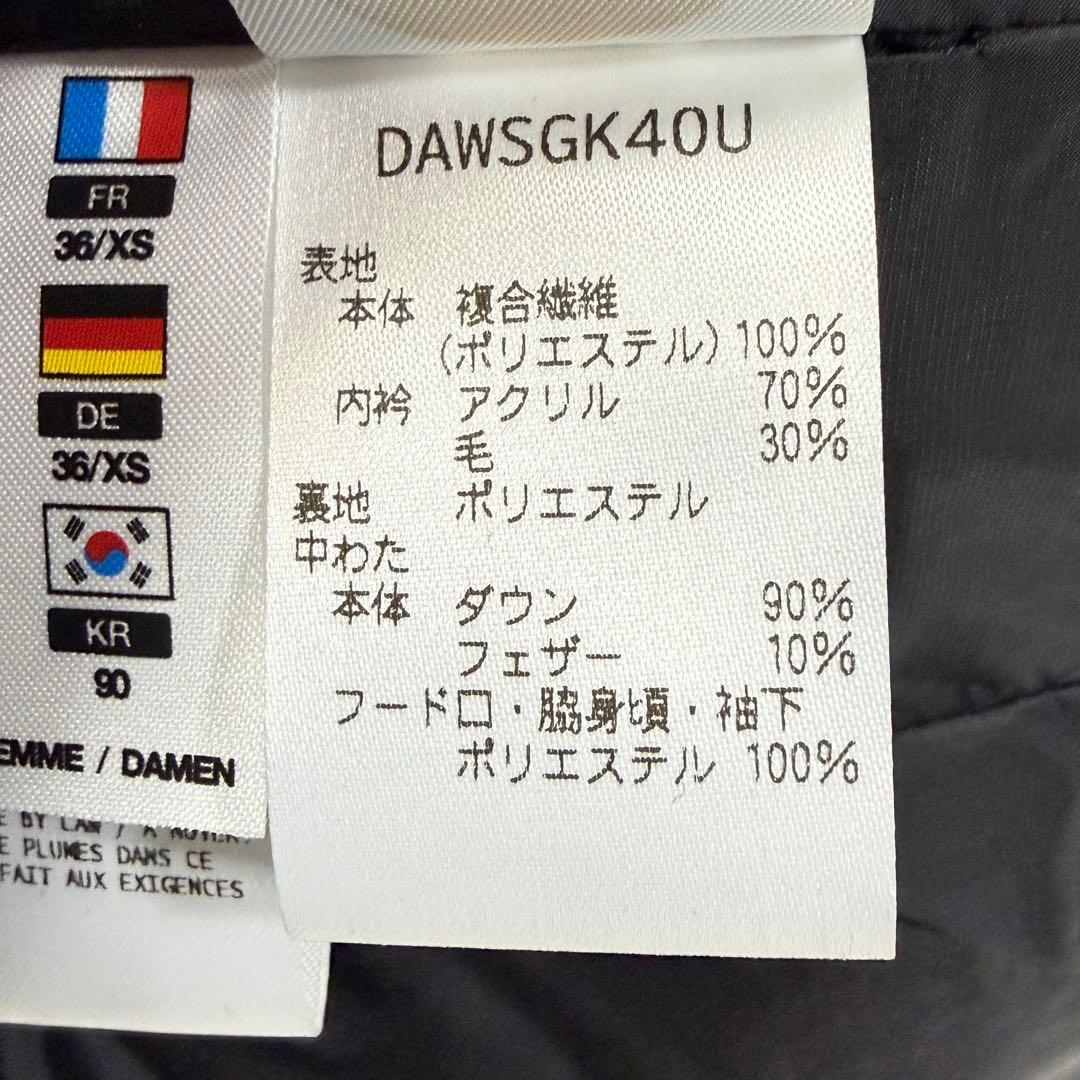 FR
36/XS
DE
36/XS
KR
90
EMME / DAMEN
E BY LAW / À NOTER:
E PLUMES DANS CE
FAIT AUX EXIGENCES
DAWSGK40U
表地
本体 複合繊維
(ポリエステル) 100%
内衿 アクリル 70%
毛 30%
裏地 ポリエステル
中わた
本体 ダウン 90%
フェザー 10%
フード口・脇身頃・袖下
ポリエステル 100%